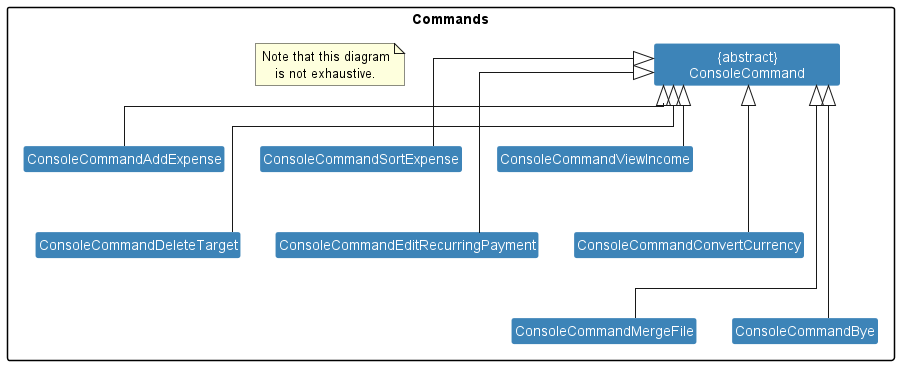 Commands
Note that this diagram
is not exhaustive.
{abstract}
ConsoleCommand
ConsoleCommandAddExpense
ConsoleCommandSortExpense
ConsoleCommandViewIncome
ConsoleCommandDeleteTarget
ConsoleCommandEditRecurringPayment
ConsoleCommandConvertCurrency
ConsoleCommandMergeFile
ConsoleCommandBye